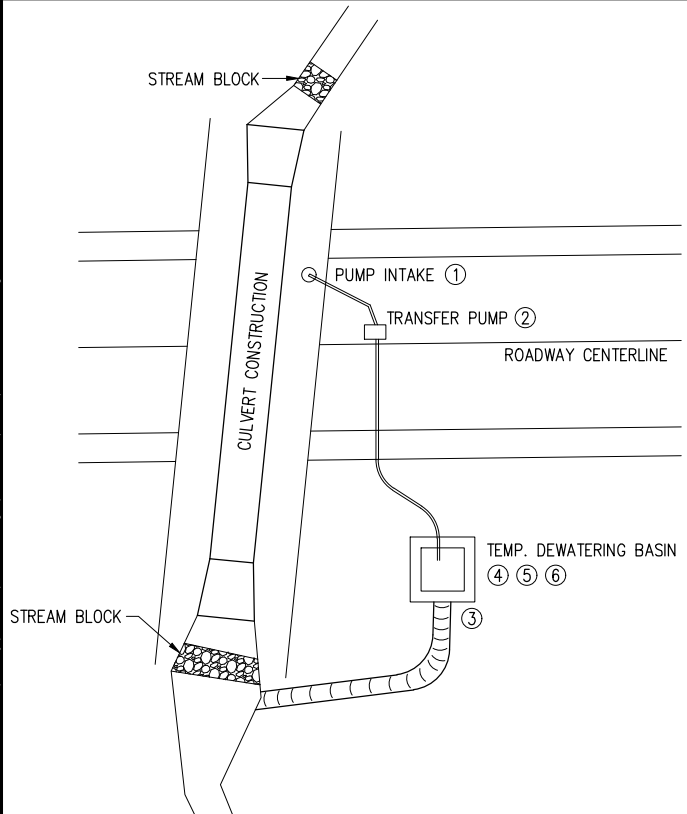 STREAM BLOCK
PUMP INTAKE ①
TRANSFER PUMP ②
ROADWAY CENTERLINE
CULVERT CONSTRUCTION
TEMP. DEWATERING BASIN
④ ⑤ ⑥
③
STREAM BLOCK